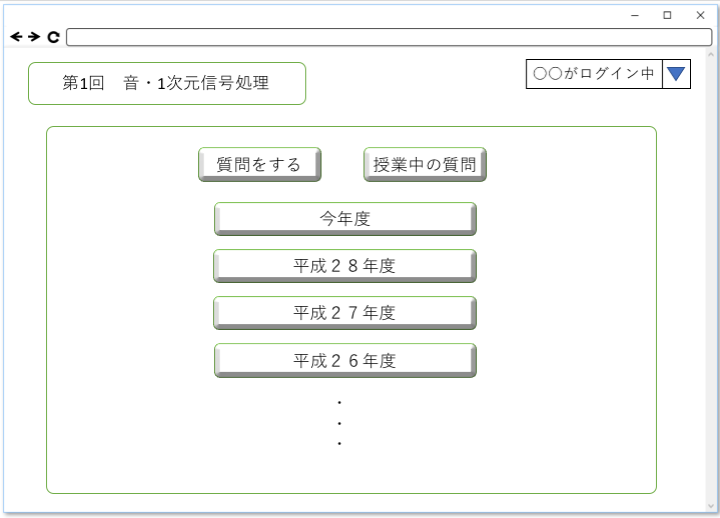 第1回　音・1次元信号処理
〇〇がログイン中
質問をする
授業中の質問
今年度
平成２８年度
平成２７年度
平成２６年度
・
・
・